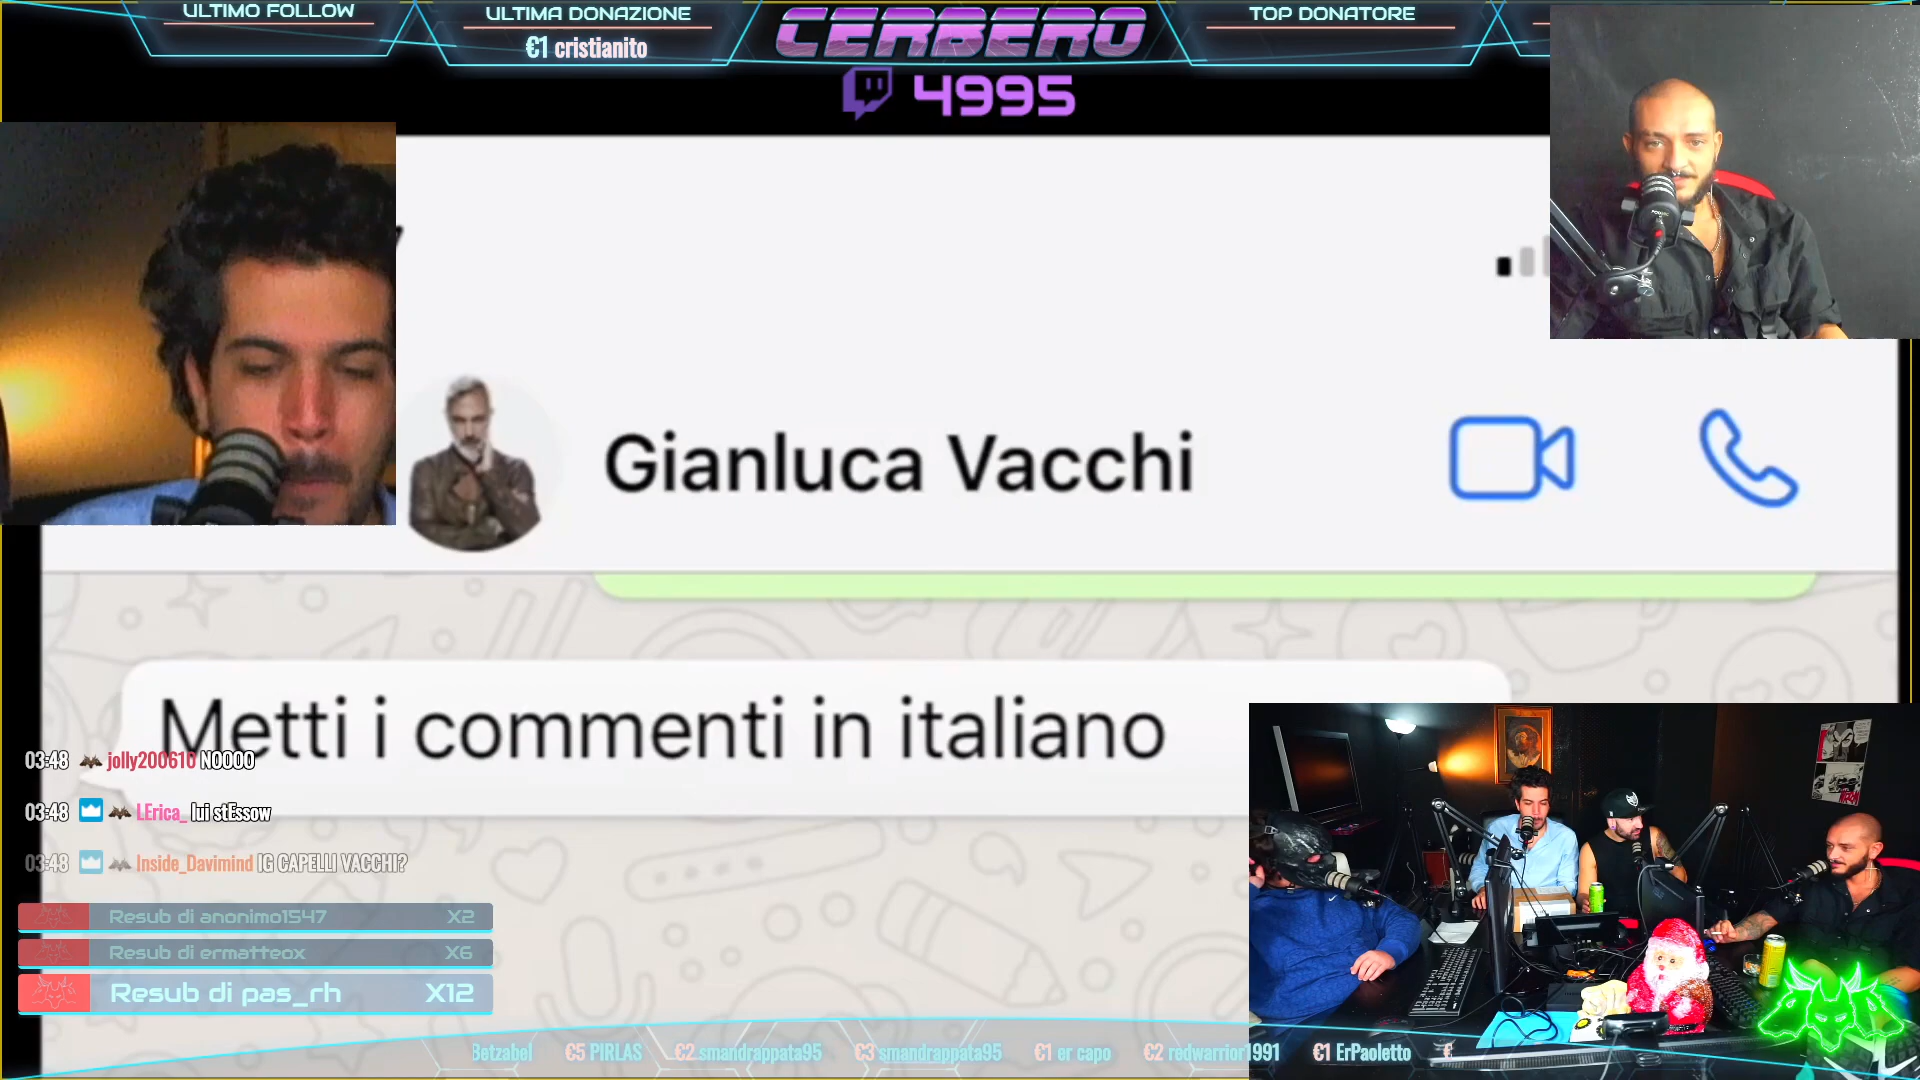 ULTIMO FOLLOW
ULTIMA DONAZIONE
€1 cristianito
CERBERO
4995
TOP DONATORE
Gianluca Vacchi
Metti i commenti in italiano
03:48 jolly200610 NOOOO
03:48 LErica_ lui stEssow
03:48 Inside_Davimind IG CAPELLI VACCHI?
Resub di anonimo1547 X2
Resub di ermatteox X6
Resub di pas_rh X12
Betzabel €5 PIRLAS €2 smandrappata95 €3 smandrappata95 €1 er capo €2 redwarrior1991 €1 ErPaoletto €